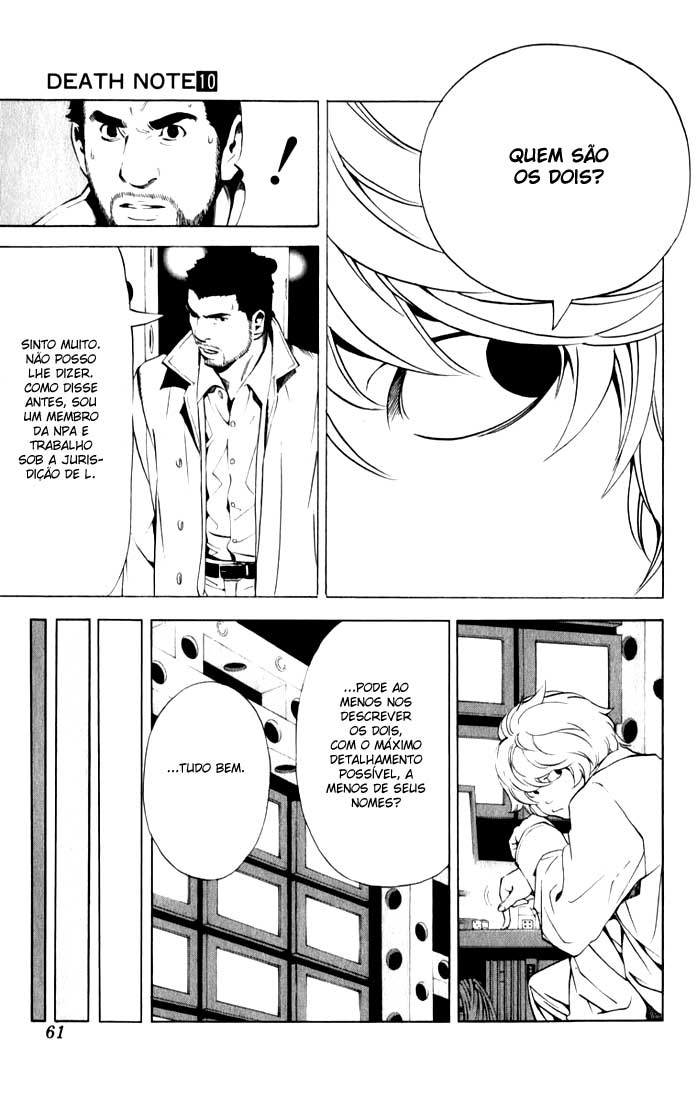 DEATH NOTE 10
QUEM SÃO
OS DOIS?
!
SINTO MUITO.
NÃO POSSO
LHE DIZER.
COMO DISSE
ANTES, SOU
UM MEMBRO
DA NPA E
TRABALHO
SOB A JURIS-
DIÇÃO DE L.
...PODE AO
MENOS NOS
DESCREVER
OS DOIS,
COM O MÁXIMO
DETALHAMENTO
POSSÍVEL, A
MENOS DE SEUS
NOMES?
...TUDO BEM.
61